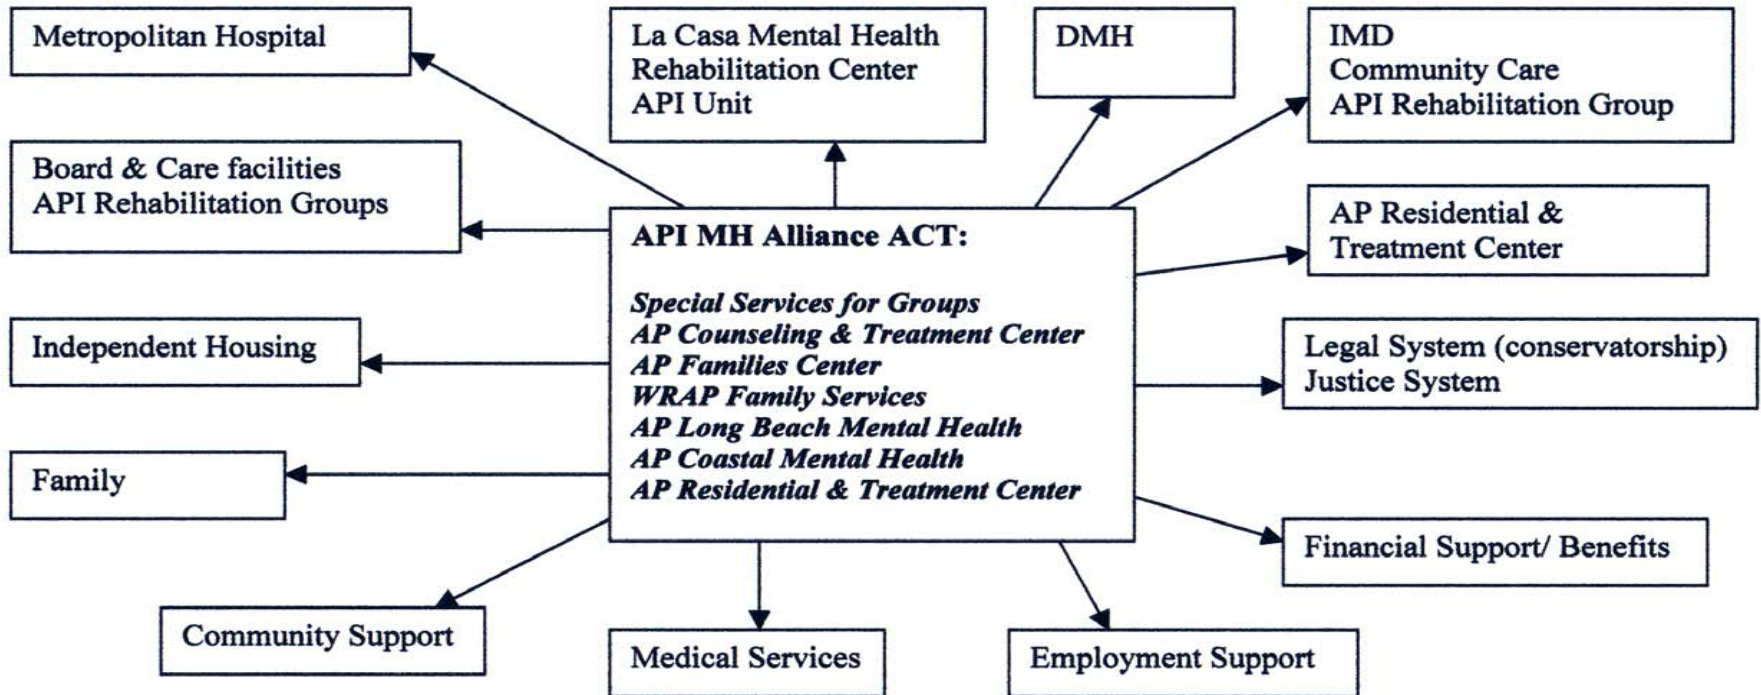 Metropolitan Hospital
La Casa Mental Health
Rehabilitation Center
API Unit
DMH
IMD
Community Care
API Rehabilitation Group
Board & Care facilities
API Rehabilitation Groups
AP Residential &
Treatment Center
API MH Alliance ACT:
Special Services for Groups
AP Counseling & Treatment Center
AP Families Center
WRAP Family Services
AP Long Beach Mental Health
AP Coastal Mental Health
AP Residential & Treatment Center
Independent Housing
Legal System (conservatorship)
Justice System
Family
Financial Support/ Benefits
Community Support
Medical Services
Employment Support